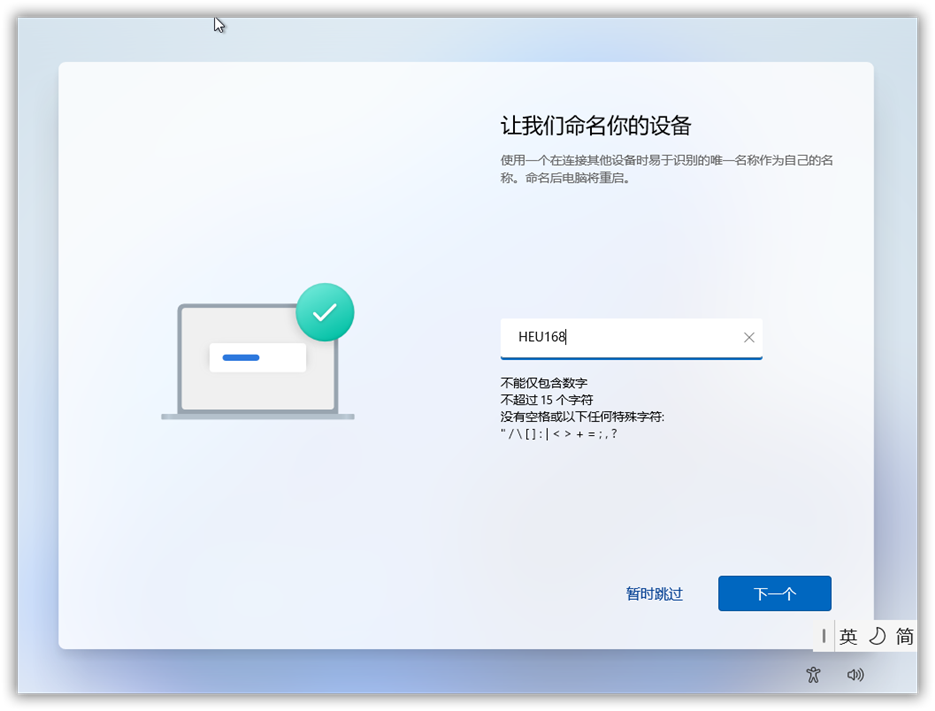 让我们命名你的设备
使用一个在连接其他设备时易于识别的唯一名称作为自己的名
称。命名后电脑将重启。
HEU168
不能仅包含数字
不超过 15 个字符
没有空格或以下任何特殊字符:
" / \ [ ] : | < > + = ; , ?
暂时跳过
下一个
英 简